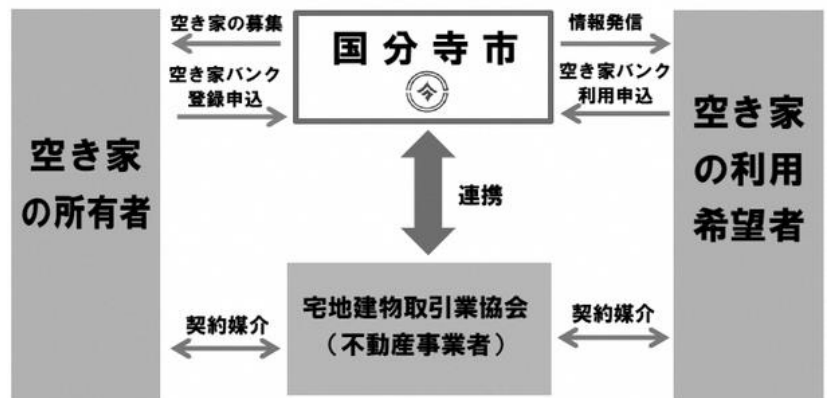 空き家の募集
国分寺市
情報発信
空き家バンク
登録申込
空き家バンク
利用申込
空き家
の所有者
空き家
の利用
希望者
連携
宅地建物取引業協会
（不動産事業者）
契約媒介
契約媒介